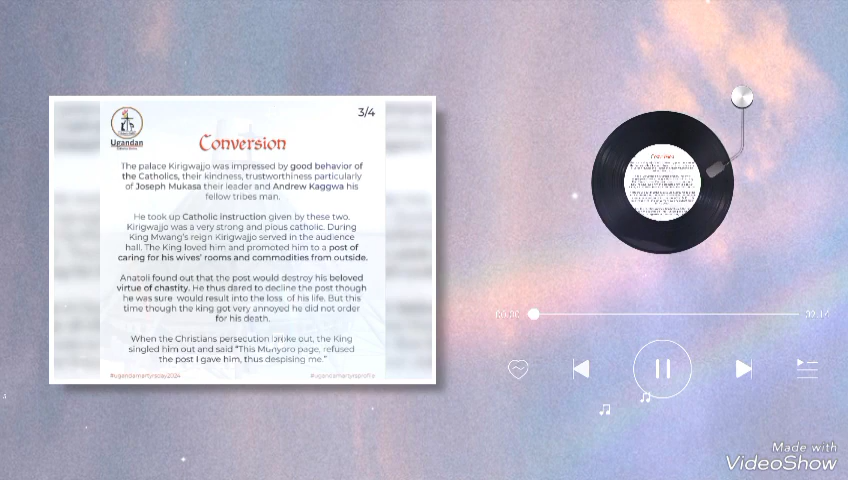 3/4
Ugandan
Conversion
The palace Kirigwajjo was impressed by good behavior of
the Catholics, their kindness, trustworthiness particularly
of Joseph Mukasa their leader and Andrew Kaggwa his
fellow tribes man.
He took up Catholic instruction given by these two.
Kirigwajjo was a very strong and pious catholic. During
King Mwang's reign Kirigwajjo served in the audience
hall. The King loved him and promoted him to a post of
caring for his wives' rooms and commodities from outside.
Anatoli found out that the post would destroy his beloved
virtue of chastity. He thus dared to decline the post though
he was sure would result into the loss of his life. But this
time though the king got very annoyed he did not order
for his death.
When the Christians persecution broke out, the King
singled him out and said "This Munyoro page, refused
the post I gave him, thus despising me."
#ugandamartyrsday2024
#ugandamartyrsprofile
00:00
02:14
Conversion
Made with
VideoShow